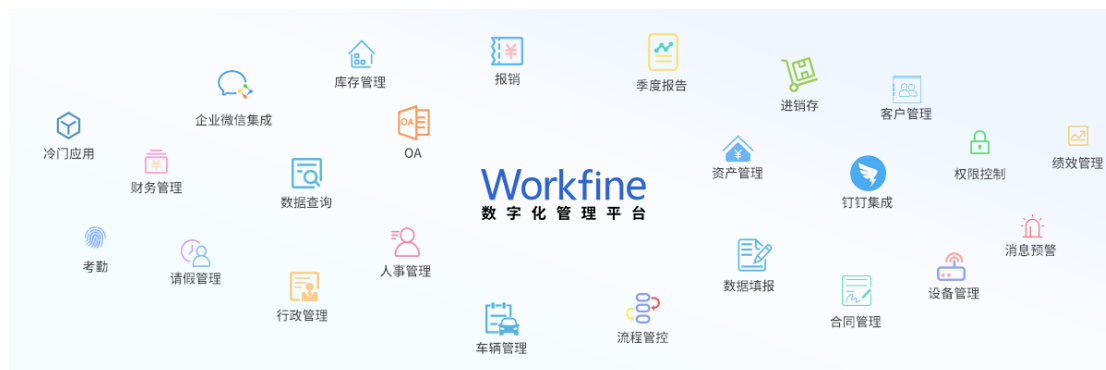 库存管理
报销
季度报告
进销存
客户管理
企业微信集成
冷门应用
OA
OA
绩效管理
财务管理
数据查询
资产管理
权限控制
钉钉集成
Workfine
数字化管理平台
考勤
请假管理
人事管理
消息预警
行政管理
数据填报
设备管理
合同管理
车辆管理
流程管控